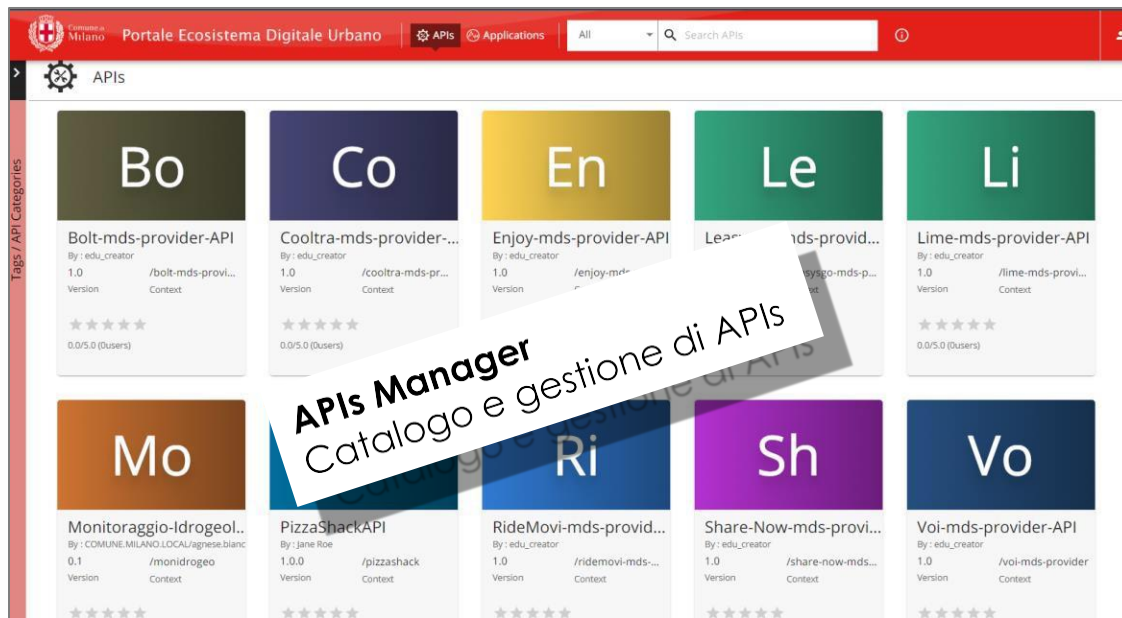 Comune di
Milano
Portale Ecosistema Digitale Urbano
APIs
Applications
All
Search APIs
APIs
Tags / API Categories
Bo
Co
En
Le
Li
Bolt-mds-provider-API
By : edu_creator
1.0 /bolt-mds-provi...
Version Context
0.0/5.0 (0users)
Cooltra-mds-provider-...
By : edu_creator
1.0 /cooltra-mds-pr...
Version Context
0.0/5.0 (0users)
Enjoy-mds-provider-API
By : edu_creator
1.0
Version
Lime-mds-provider-API
By : edu_creator
1.0 /lime-mds-provi...
Version Context
0.0/5.0 (0users)
APIs Manager
Catalogo e gestione di APIs
Mo
Ri
Sh
Vo
Monitoraggio-Idrogeol..
By : COMUNE.MILANO.LOCAL/agnese.bianc
0.1 /monidrogeo
Version Context
PizzaShackAPI
By : Jane Roe
1.0.0 /pizzashack
Version Context
RideMovi-mds-provid...
By : edu_creator
1.0 /ridemovi-mds-...
Version Context
Share-Now-mds-provi...
By : edu_creator
1.0 /share-now-mds...
Version Context
Voi-mds-provider-API
By : edu_creator
1.0 /voi-mds-provider
Version Context